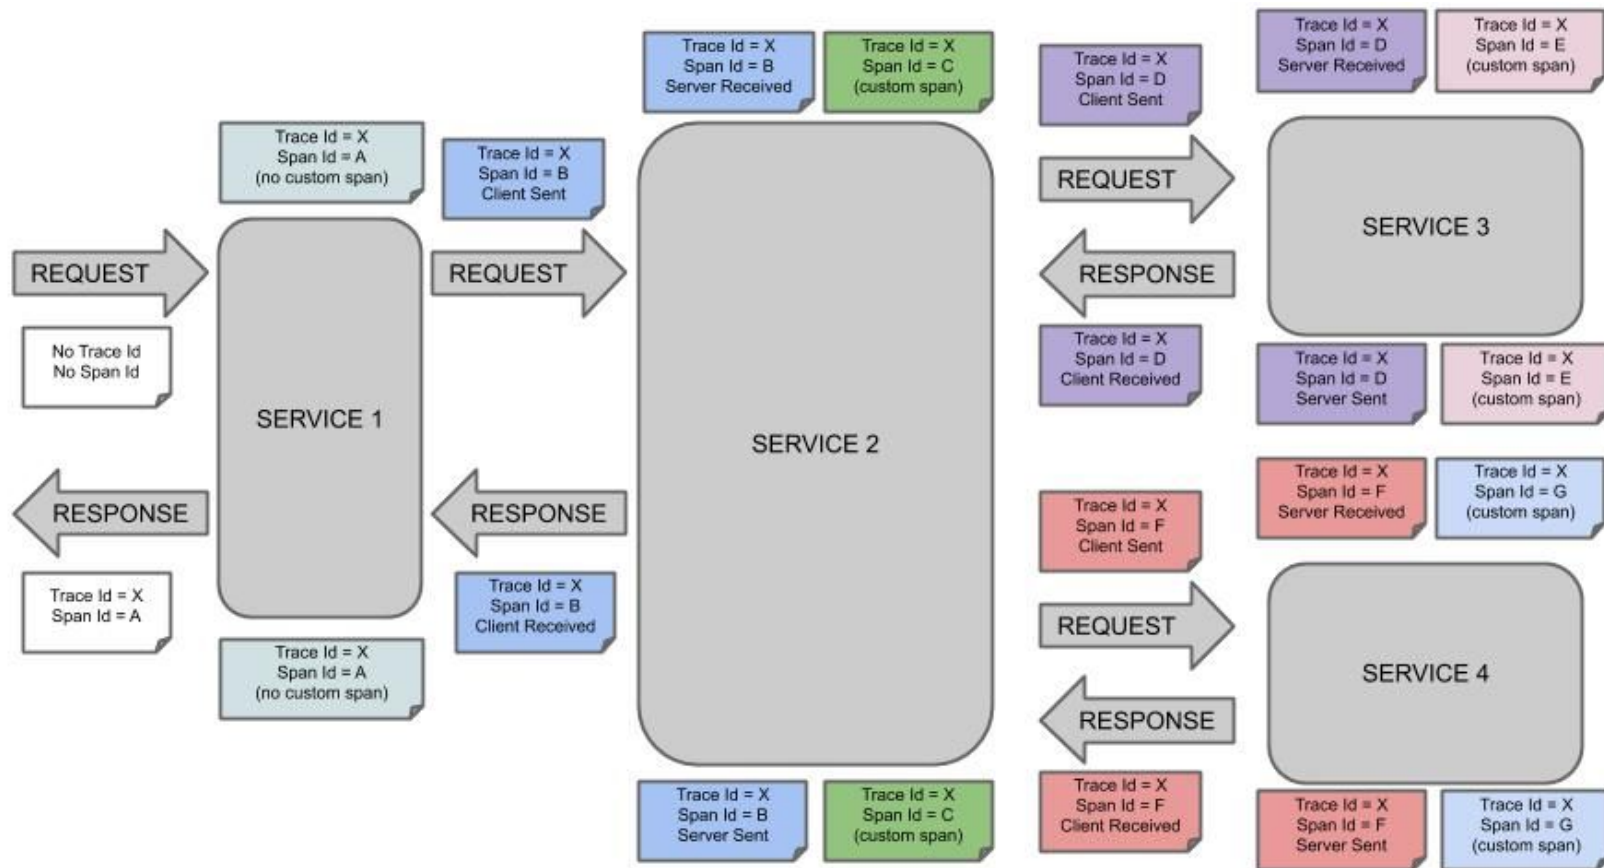 No Trace Id
No Span Id
REQUEST
RESPONSE
Trace Id = X
Span Id = A
Trace Id = X
Span Id = A
(no custom span)
SERVICE 1
Trace Id = X
Span Id = A
(no custom span)
Trace Id = X
Span Id = B
Client Sent
REQUEST
RESPONSE
Trace Id = X
Span Id = B
Client Received
Trace Id = X
Span Id = B
Server Received
Trace Id = X
Span Id = C
(custom span)
SERVICE 2
Trace Id = X
Span Id = B
Server Sent
Trace Id = X
Span Id = C
(custom span)
Trace Id = X
Span Id = D
Client Sent
REQUEST
RESPONSE
Trace Id = X
Span Id = D
Client Received
Trace Id = X
Span Id = D
Server Received
Trace Id = X
Span Id = E
(custom span)
SERVICE 3
Trace Id = X
Span Id = D
Server Sent
Trace Id = X
Span Id = E
(custom span)
Trace Id = X
Span Id = F
Client Sent
REQUEST
RESPONSE
Trace Id = X
Span Id = F
Client Received
Trace Id = X
Span Id = F
Server Received
Trace Id = X
Span Id = G
(custom span)
SERVICE 4
Trace Id = X
Span Id = F
Server Sent
Trace Id = X
Span Id = G
(custom span)